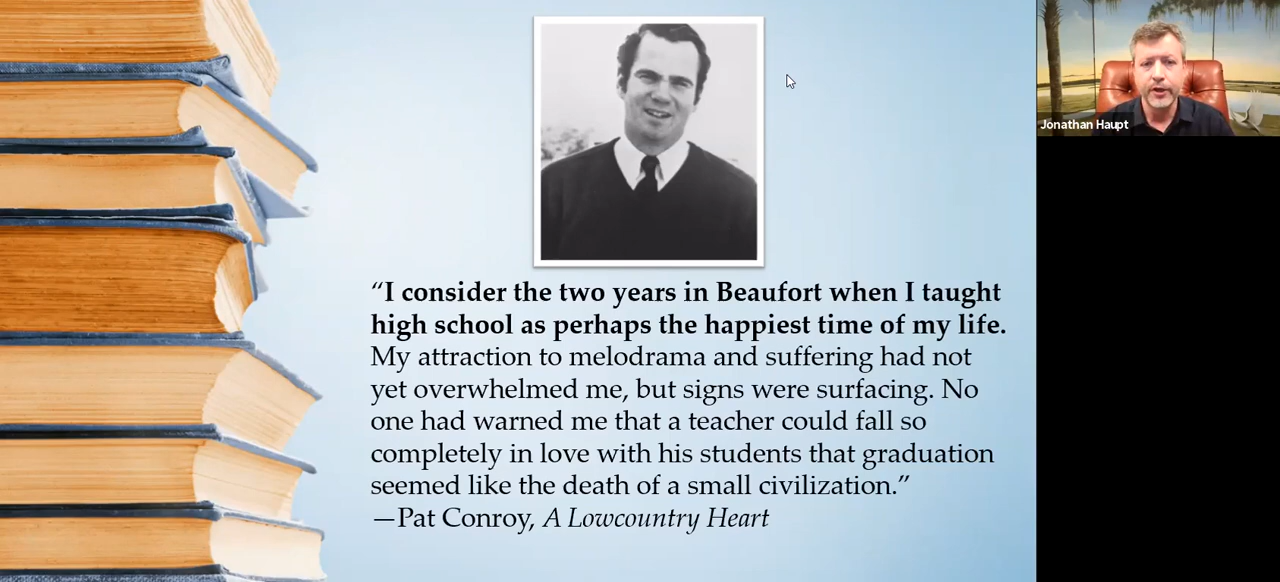 “I consider the two years in Beaufort when I taught
high school as perhaps the happiest time of my life.
My attraction to melodrama and suffering had not
yet overwhelmed me, but signs were surfacing. No
one had warned me that a teacher could fall so
completely in love with his students that graduation
seemed like the death of a small civilization.”
—Pat Conroy, A Lowcountry Heart
Jonathan Haupt